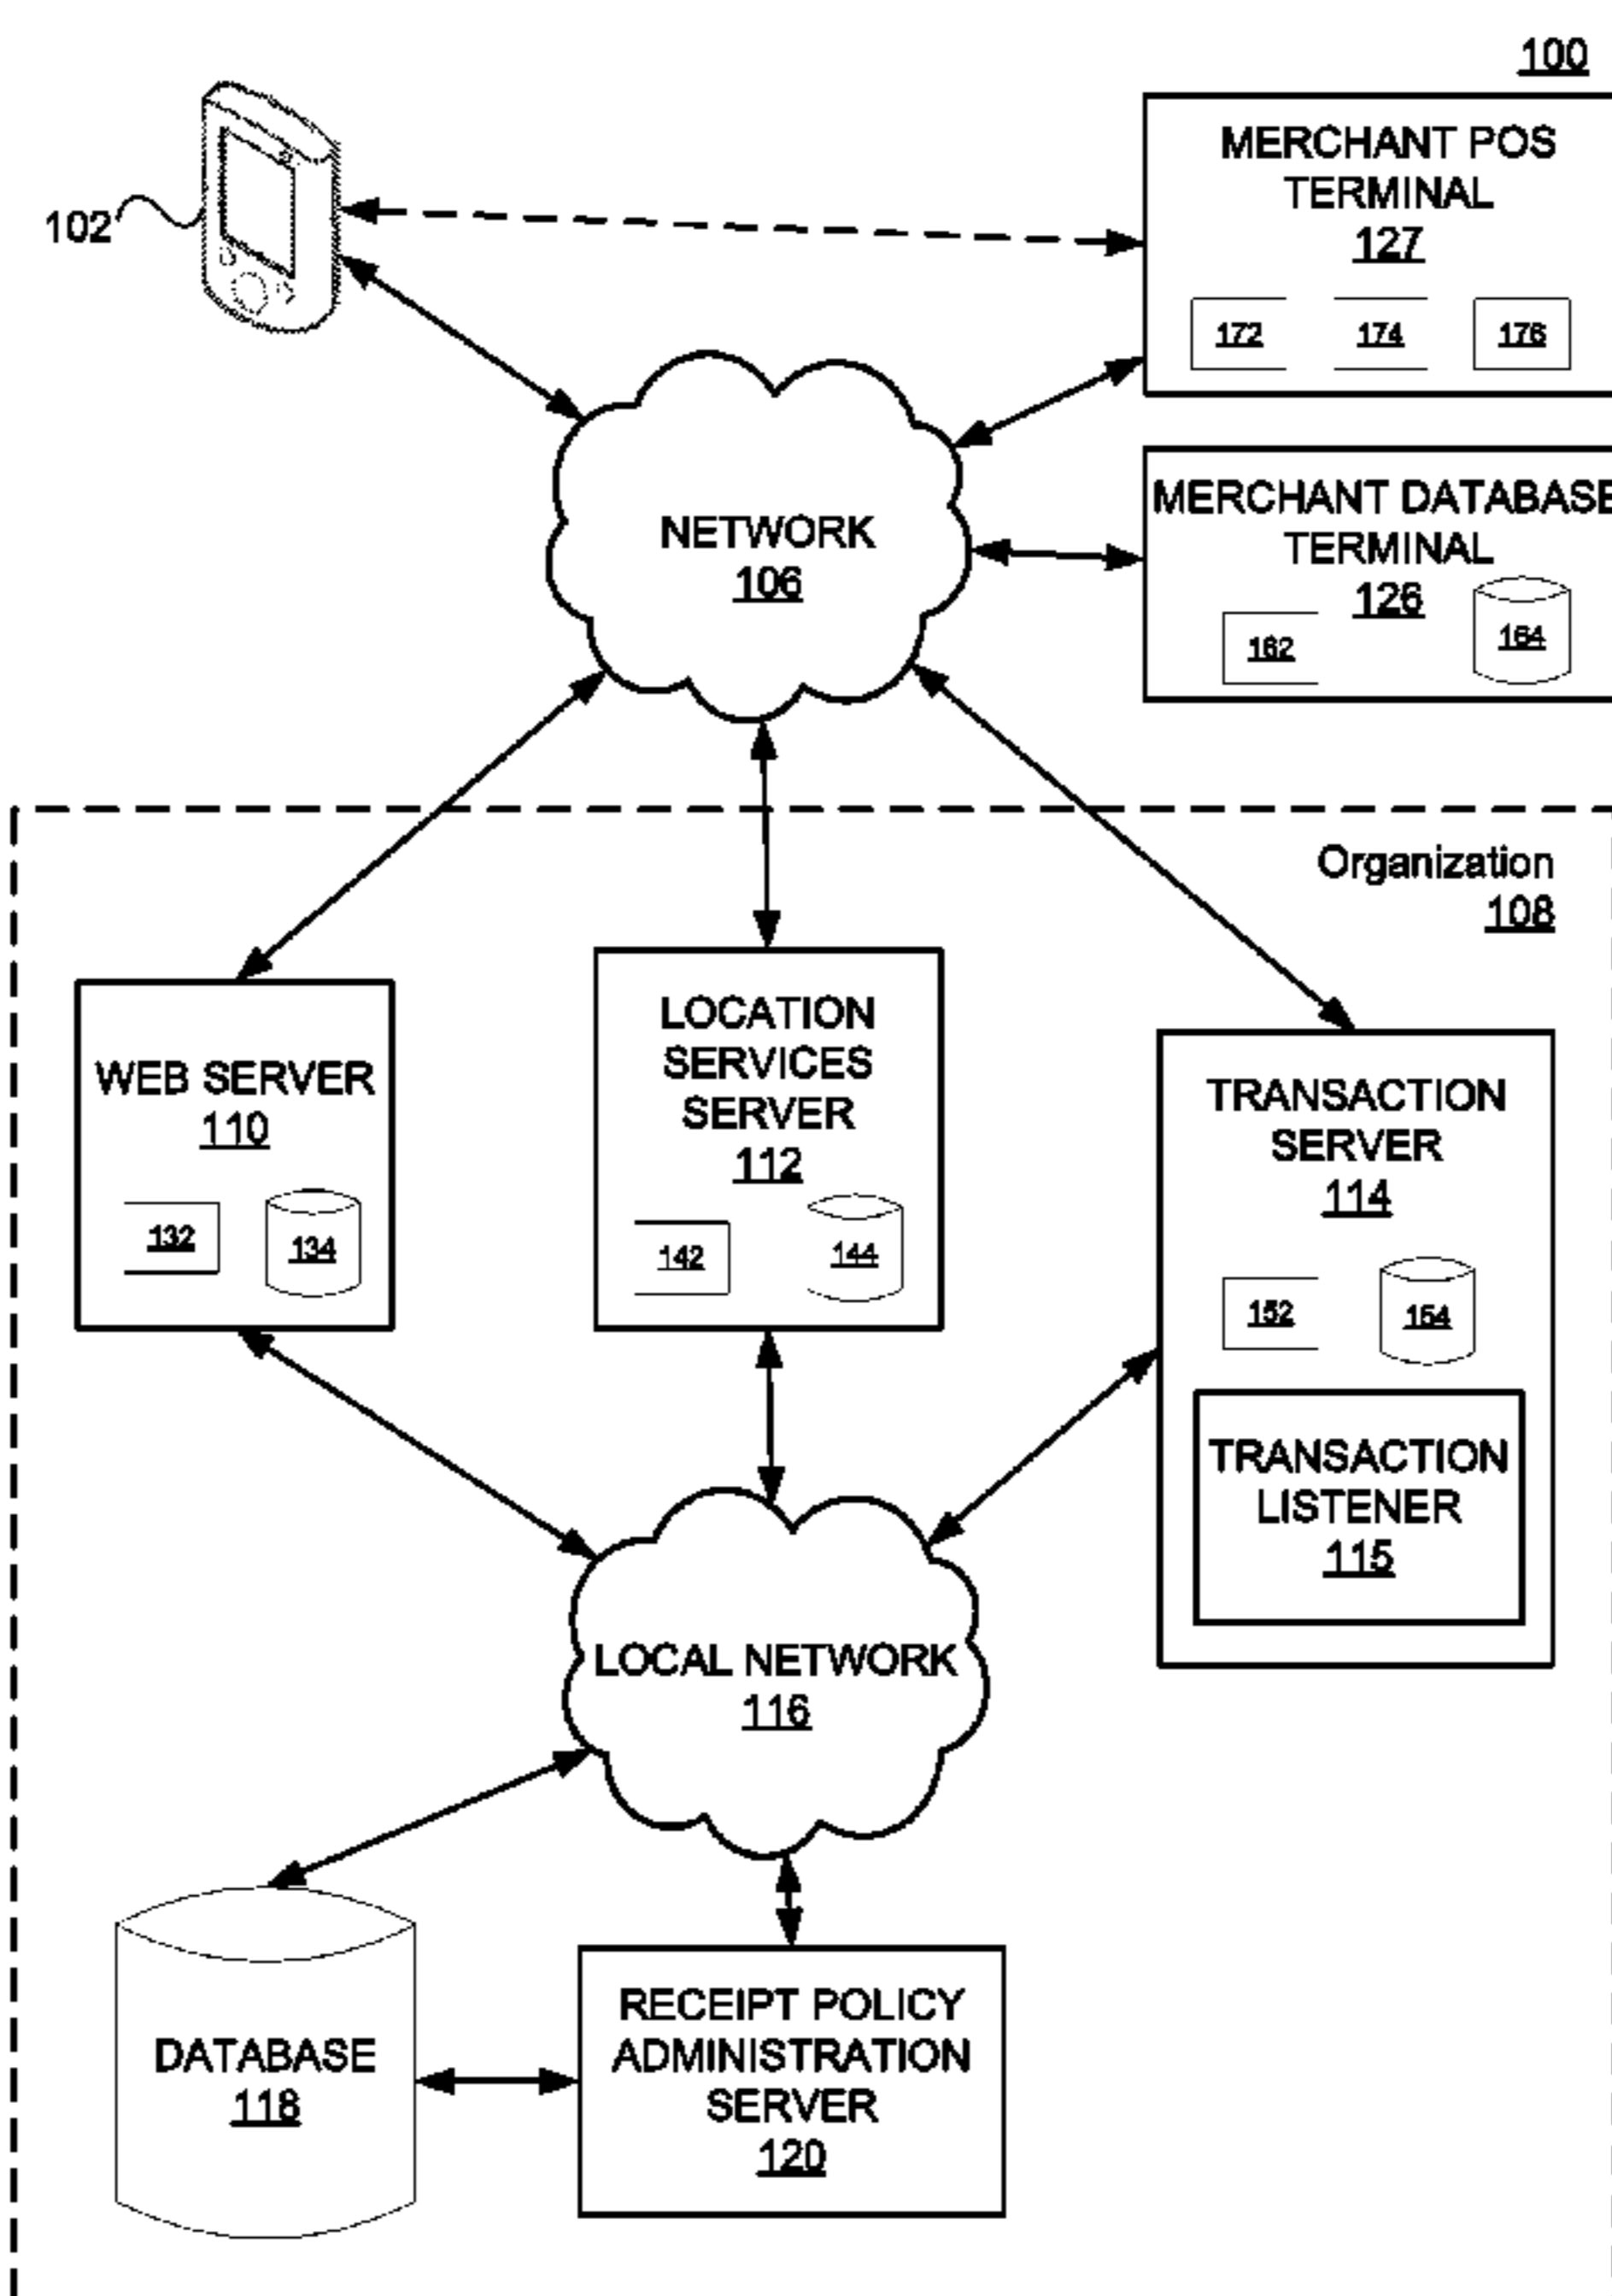 100
MERCHANT POS
TERMINAL
127
172 174 176
102
MERCHANT DATABASE
TERMINAL
126
162 164
NETWORK
106
Organization
108
WEB SERVER
110
132 134
LOCATION
SERVICES
SERVER
112
142 144
TRANSACTION
SERVER
114
152 154
TRANSACTION
LISTENER
115
LOCAL NETWORK
116
DATABASE
118
RECEIPT POLICY
ADMINISTRATION
SERVER
120